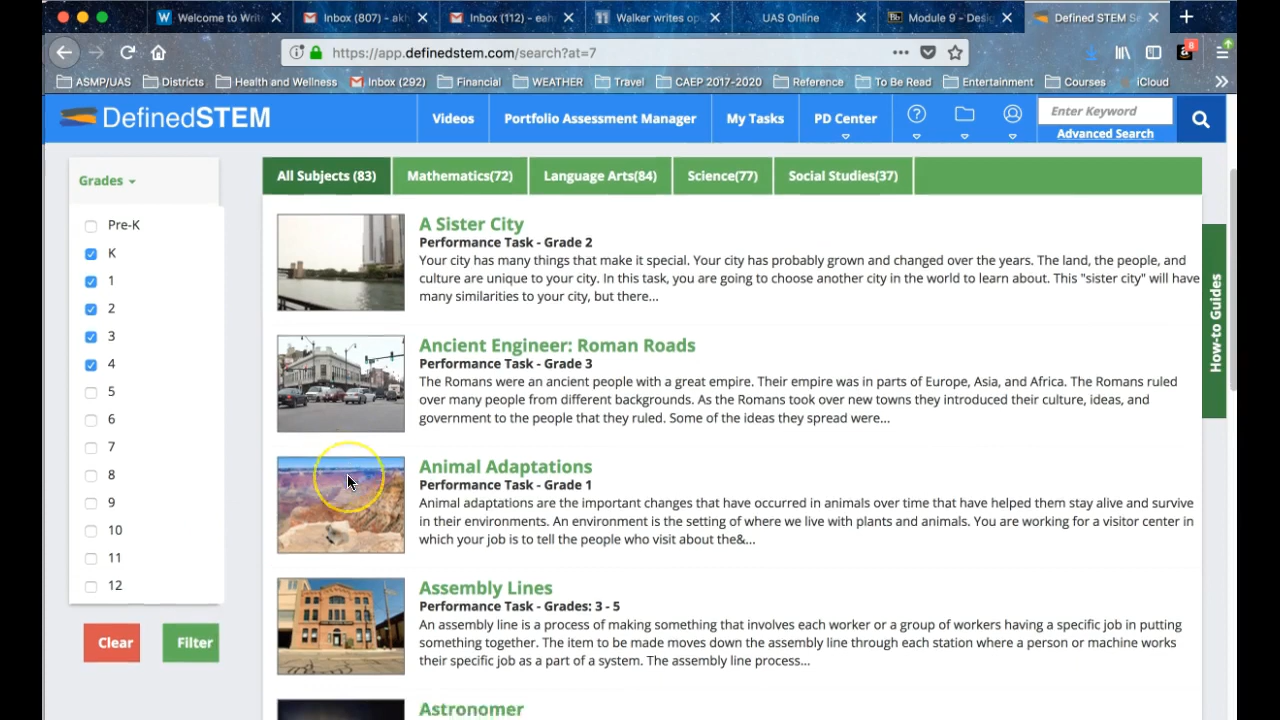 Welcome to Write
Inbox (807) - akh
Inbox (112) - eah
Walker writes op
UAS Online
Bb Module 9 - Desig
Defined STEM Se
https://app.definedstem.com/search?at=7
8
ASMP/UAS
Districts
Health and Wellness
Inbox (292)
Financial
WEATHER
Travel
CAEP 2017-2020
Reference
To Be Read
Entertainment
Courses
iCloud
DefinedSTEM
Videos
Portfolio Assessment Manager
My Tasks
PD Center
Enter Keyword
Advanced Search
Grades
Pre-K
K
1
2
3
4
5
6
7
8
9
10
11
12
Clear
Filter
All Subjects (83)
Mathematics(72)
Language Arts(84)
Science(77)
Social Studies(37)
A Sister City
Performance Task - Grade 2
Your city has many things that make it special. Your city has probably grown and changed over the years. The land, the people, and
culture are unique to your city. In this task, you are going to choose another city in the world to learn about. This "sister city" will have
many similarities to your city, but there...
Ancient Engineer: Roman Roads
Performance Task - Grade 3
The Romans were an ancient people with a great empire. Their empire was in parts of Europe, Asia, and Africa. The Romans ruled
over many people from different backgrounds. As the Romans took over new towns they introduced their culture, ideas, and
government to the people that they ruled. Some of the ideas they spread were...
Animal Adaptations
Performance Task - Grade 1
Animal adaptations are the important changes that have occurred in animals over time that have helped them stay alive and survive
in their environments. An environment is the setting of where we live with plants and animals. You are working for a visitor center in
which your job is to tell the people who visit about the&...
Assembly Lines
Performance Task - Grades: 3 - 5
An assembly line is a process of making something that involves each worker or a group of workers having a specific job in putting
something together. The item to be made moves down the assembly line through each station where a person or machine works
their specific job as a part of a system. The assembly line process...
Astronomer
How-to Guides